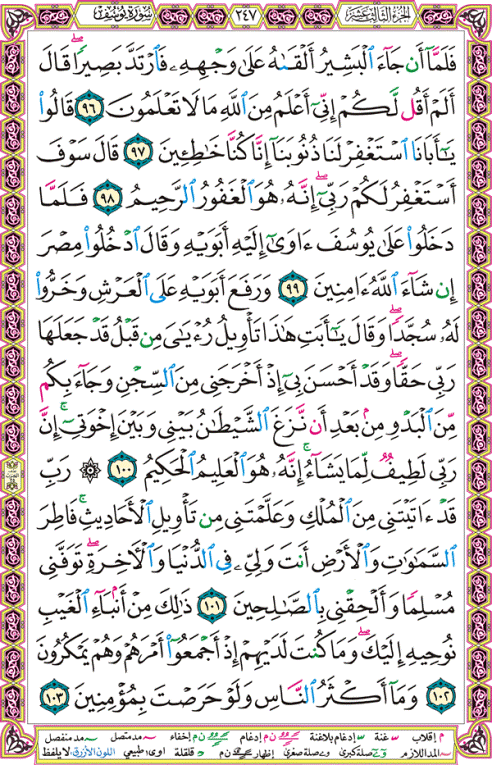 الجزء الثالث عشر ٢٤٧ سورة يوسف
فَلَمَّآ أَن جَآءَ ٱلْبَشِيرُ أَلْقَىٰهُ عَلَىٰ وَجْهِهِۦ فَٱرْتَدَّ بَصِيرًا ۖ قَالَ
أَلَمْ أَقُل لَّكُمْ إِنِّىٓ أَعْلَمُ مِنَ ٱللَّهِ مَا لَا تَعْلَمُونَ ٩٦ قَالُوا۟
يَـٰٓأَبَانَا ٱسْتَغْفِرْ لَنَا ذُنُوبَنَآ إِنَّا كُنَّا خَـٰطِـِٔينَ ٩٧ قَالَ سَوْفَ
أَسْتَغْفِرُ لَكُمْ رَبِّىٓ ۖ إِنَّهُۥ هُوَ ٱلْغَفُورُ ٱلرَّحِيمُ ٩٨ فَلَمَّا
دَخَلُوا۟ عَلَىٰ يُوسُفَ ءَاوَىٰٓ إِلَيْهِ أَبَوَيْهِ وَقَالَ ٱدْخُلُوا۟ مِصْرَ
إِن شَآءَ ٱللَّهُ ءَامِنِينَ ٩٩ وَرَفَعَ أَبَوَيْهِ عَلَى ٱلْعَرْشِ وَخَرُّوا۟
لَهُۥ سُجَّدًا ۖ وَقَالَ يَـٰٓأَبَتِ هَـٰذَا تَأْوِيلُ رُءْيَـٰىَ مِن قَبْلُ قَدْ جَعَلَهَا
رَبِّى حَقًّا ۖ وَقَدْ أَحْسَنَ بِىٓ إِذْ أَخْرَجَنِى مِنَ ٱلسِّجْنِ وَجَآءَ بِكُم
مِّنَ ٱلْبَدْوِ مِنۢ بَعْدِ أَن نَّزَغَ ٱلشَّيْطَـٰنُ بَيْنِى وَبَيْنَ إِخْوَتِىٓ ۚ إِنَّ
رَبِّى لَطِيفٌ لِّمَا يَشَآءُ ۚ إِنَّهُۥ هُوَ ٱلْعَلِيمُ ٱلْحَكِيمُ ١٠٠ ۞ رَبِّ
قَدْ ءَاتَيْتَنِى مِنَ ٱلْمُلْكِ وَعَلَّمْتَنِى مِن تَأْوِيلِ ٱلْأَحَادِيثِ ۚ فَاطِرَ
ٱلسَّمَـٰوَٰتِ وَٱلْأَرْضِ أَنتَ وَلِىِّۦ فِى ٱلدُّنْيَا وَٱلْـَٔاخِرَةِ ۖ تَوَفَّنِى
مُسْلِمًا وَأَلْحِقْنِى بِٱلصَّـٰلِحِينَ ١٠١ ذَٰلِكَ مِنْ أَنۢبَآءِ ٱلْغَيْبِ
نُوحِيهِ إِلَيْكَ ۖ وَمَا كُنتَ لَدَيْهِمْ إِذْ أَجْمَعُوٓا۟ أَمْرَهُمْ وَهُمْ يَمْكُرُونَ
١٠٢ وَمَآ أَكْثَرُ ٱلنَّاسِ وَلَوْ حَرَصْتَ بِمُؤْمِنِينَ ١٠٣
م إقلاب غنة إدغام بلاغنة ن م إدغام ن م إخفاء مد متصل مد منفصل
المد اللازم صلة كبرى وصلة صغرى إظهار ن م قلقلة اوى، طبيعي اللون الأزرق، لا يلفظ